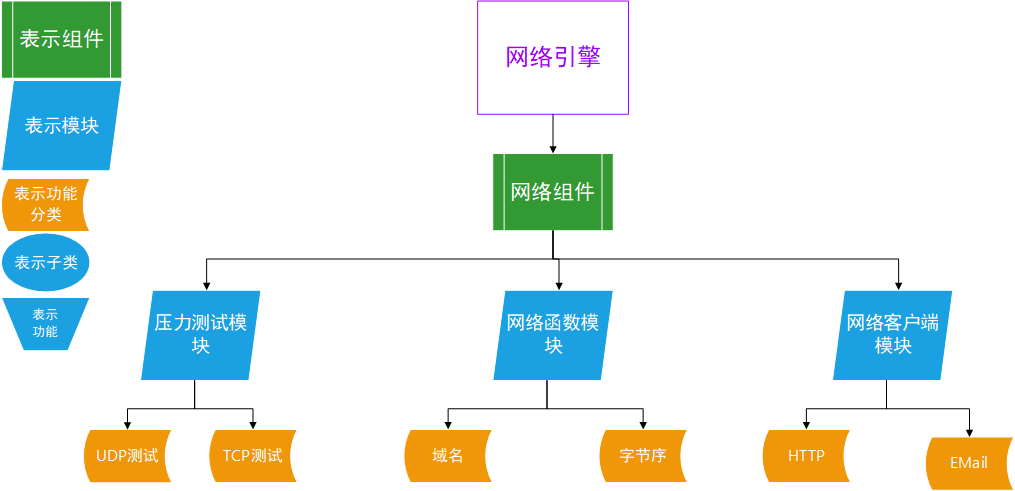 表示组件
表示模块
表示功能
分类
表示子类
表示
功能
网络引擎
网络组件
压力测试模
块
网络函数模
块
网络客户端
模块
UDP测试
TCP测试
域名
字节序
HTTP
EMail